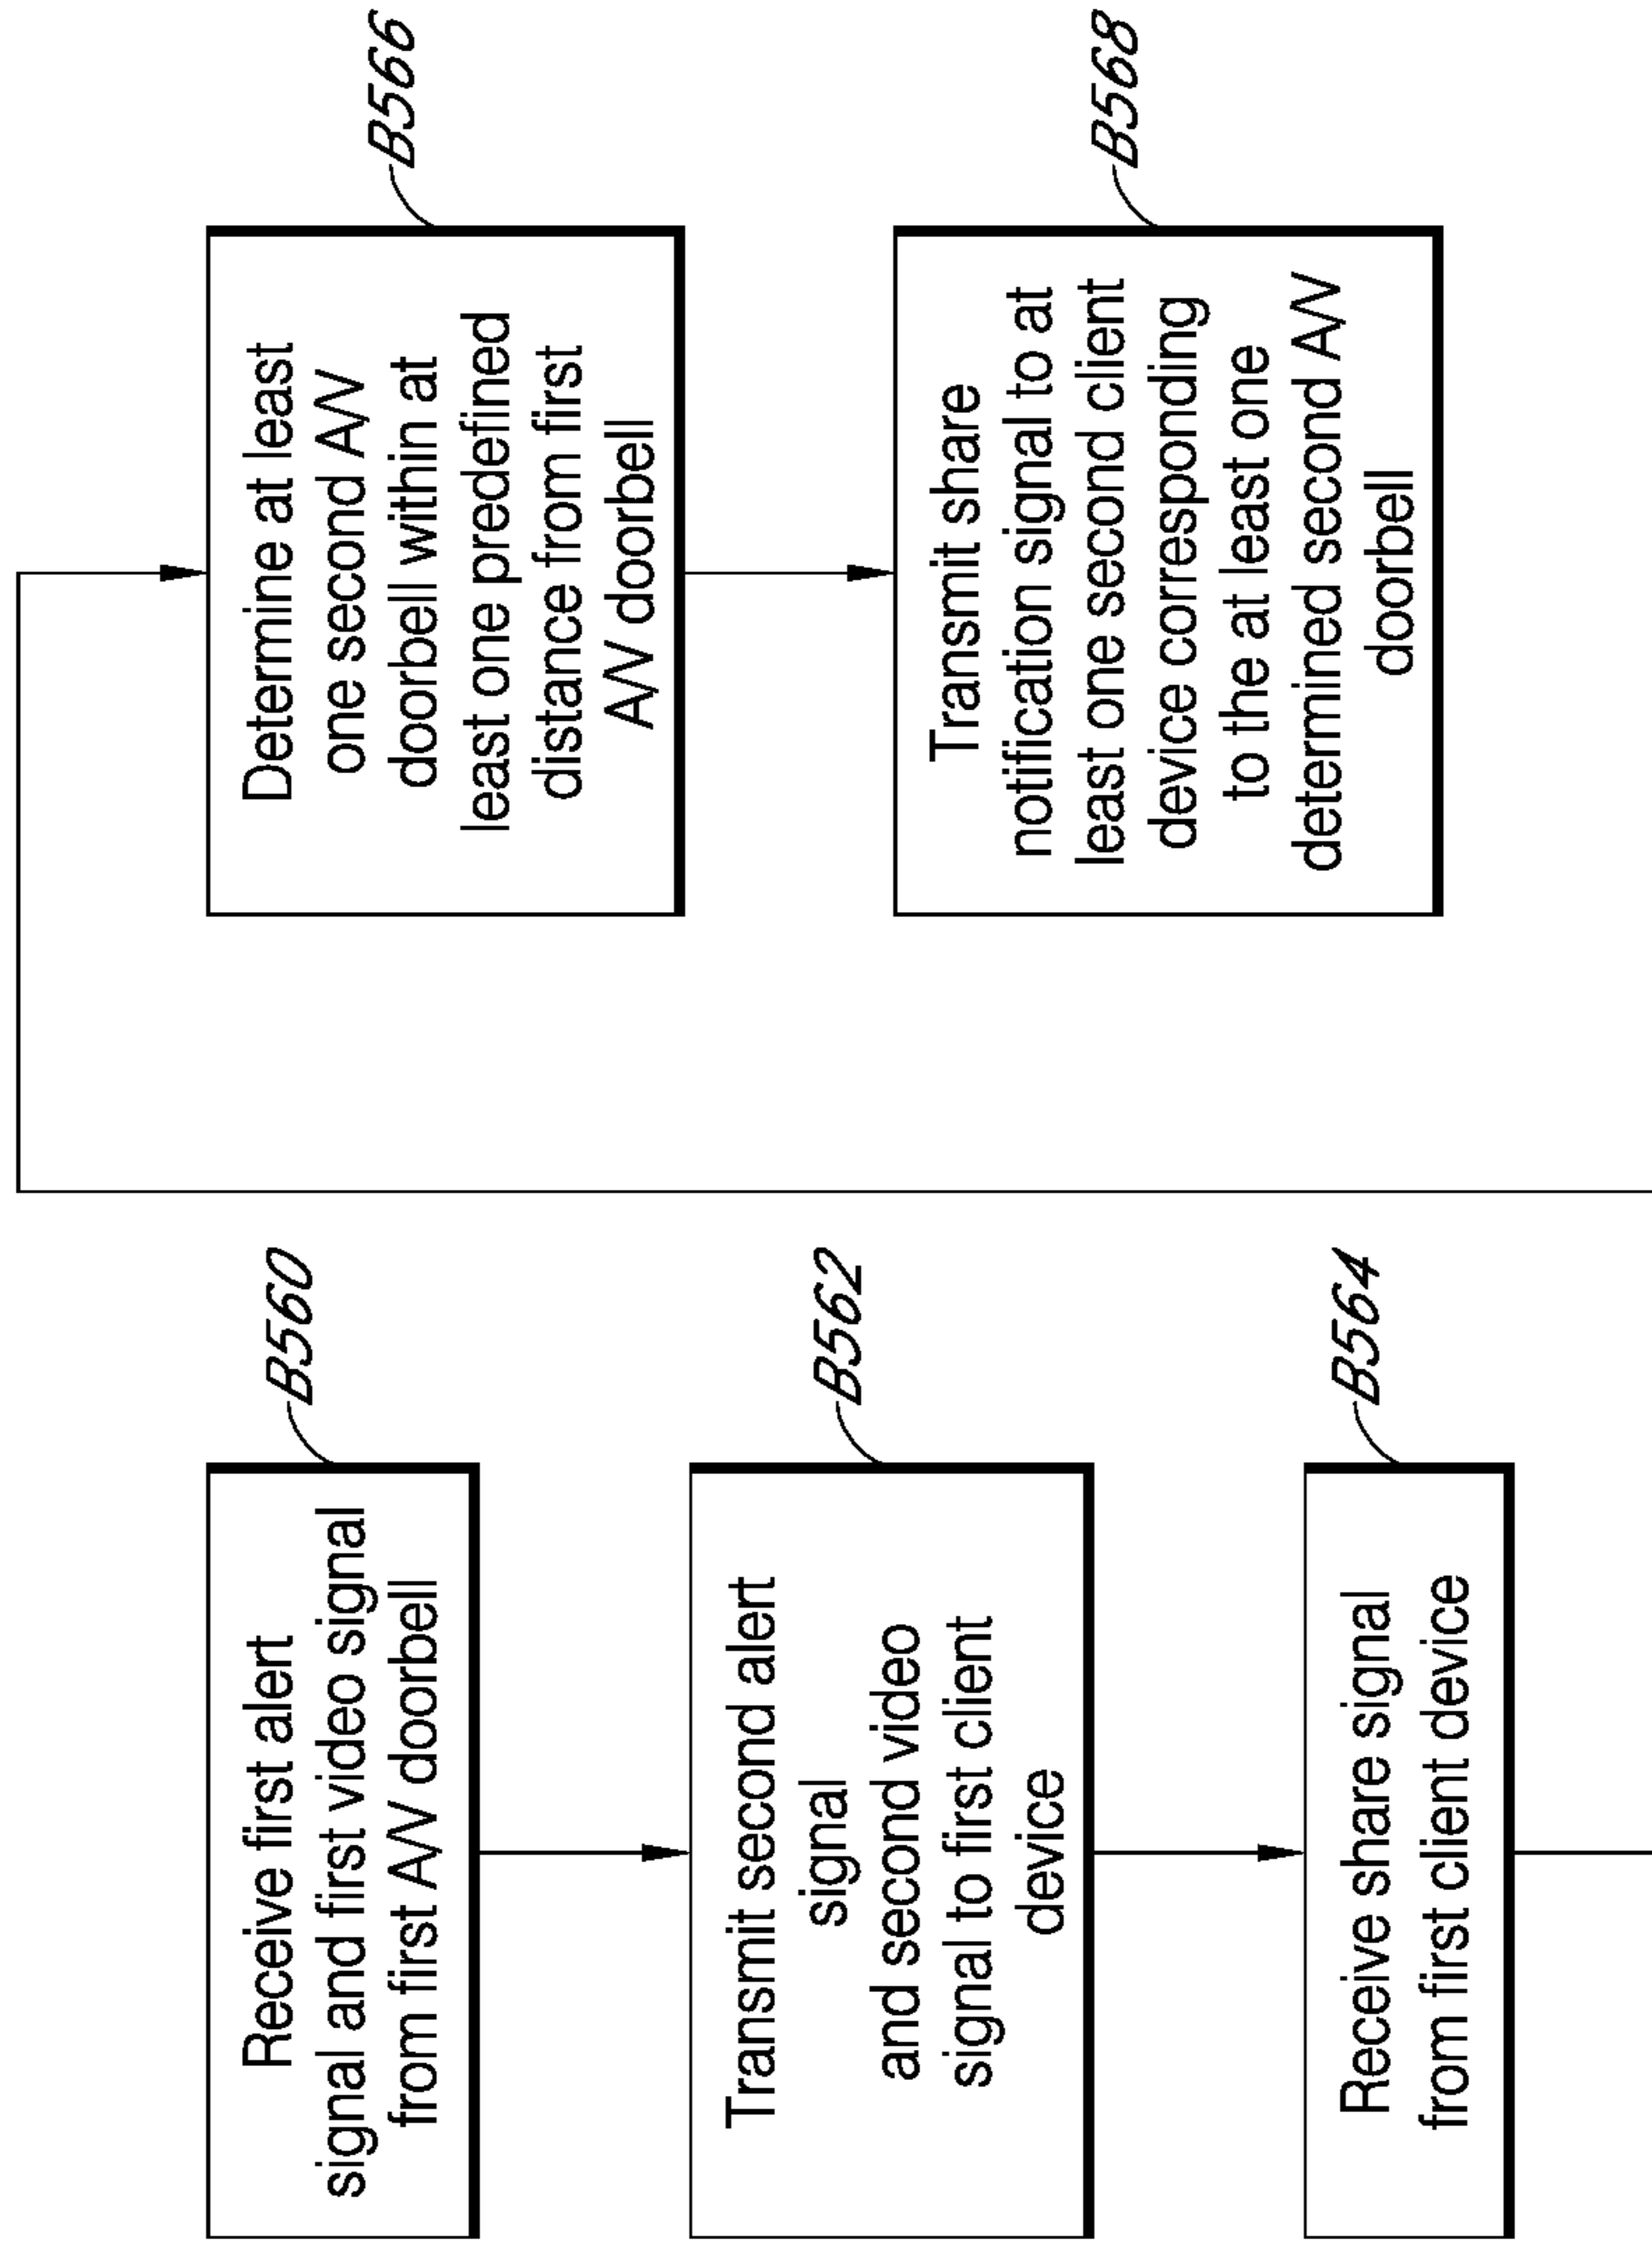 Receive first alert
signal and first video signal
from first A/V doorbell
B560
Transmit second alert
signal
and second video
signal to first client
device
B562
Receive share signal
from first client device
B564
Determine at least
one second A/V
doorbell within at
least one predefined
distance from first
A/V doorbell
B566
Transmit share
notification signal to at
least one second client
device corresponding
to the at least one
determined second A/V
doorbell
B568